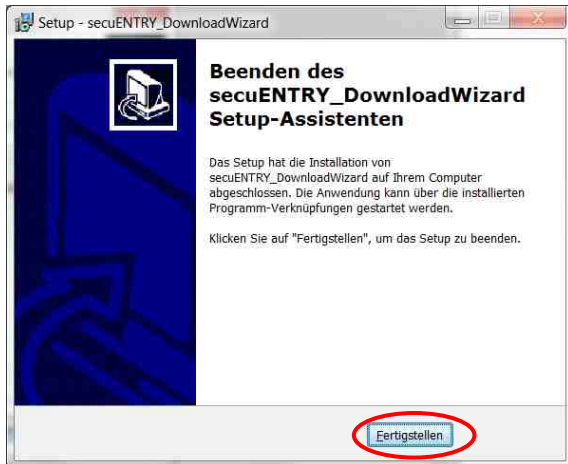 Setup - secuENTRY_DownloadWizard
Beenden des
secuENTRY_DownloadWizard
Setup-Assistenten
Das Setup hat die Installation von
secuENTRY_DownloadWizard auf Ihrem Computer
abgeschlossen. Die Anwendung kann über die installierten
Programm-Verknüpfungen gestartet werden.
Klicken Sie auf "Fertigstellen", um das Setup zu beenden.
Fertigstellen